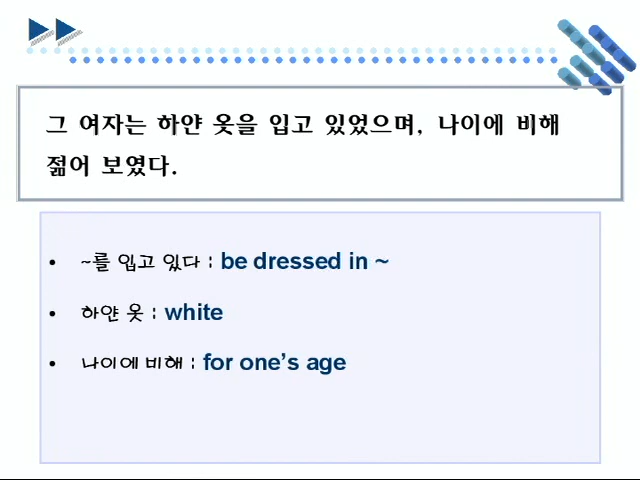 그 여자는 하얀 옷을 입고 있었으며, 나이에 비해
젊어 보였다.
• ~를 입고 있다 : be dressed in ~
• 하얀 옷 : white
• 나이에 비해 : for one’s age